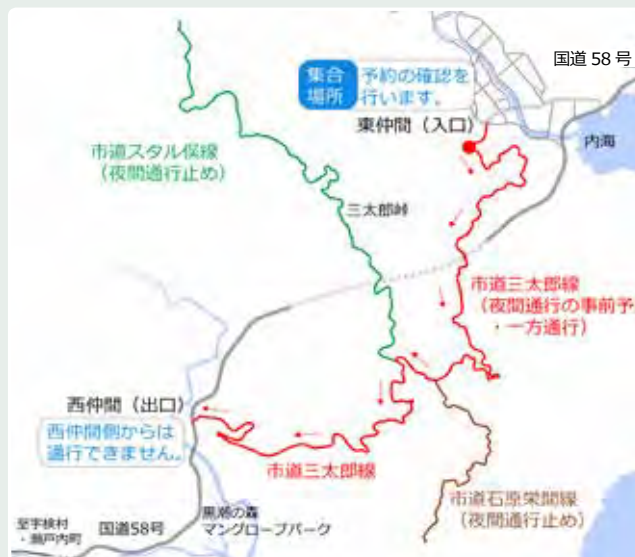 国道 58 号
集合
場所
予約の確認を
行います。
東仲間（入口）
内海
市道スタル俣線
（夜間通行止め）
三太郎峠
市道三太郎線
（夜間通行の事前予
・一方通行）
西仲間（出口）
西仲間側からは
通行できません。
市道三太郎線
市道石原栄間線
（夜間通行止め）
黒潮の森
マングローブパーク
至宇検村
・瀬戸内町
国道58号